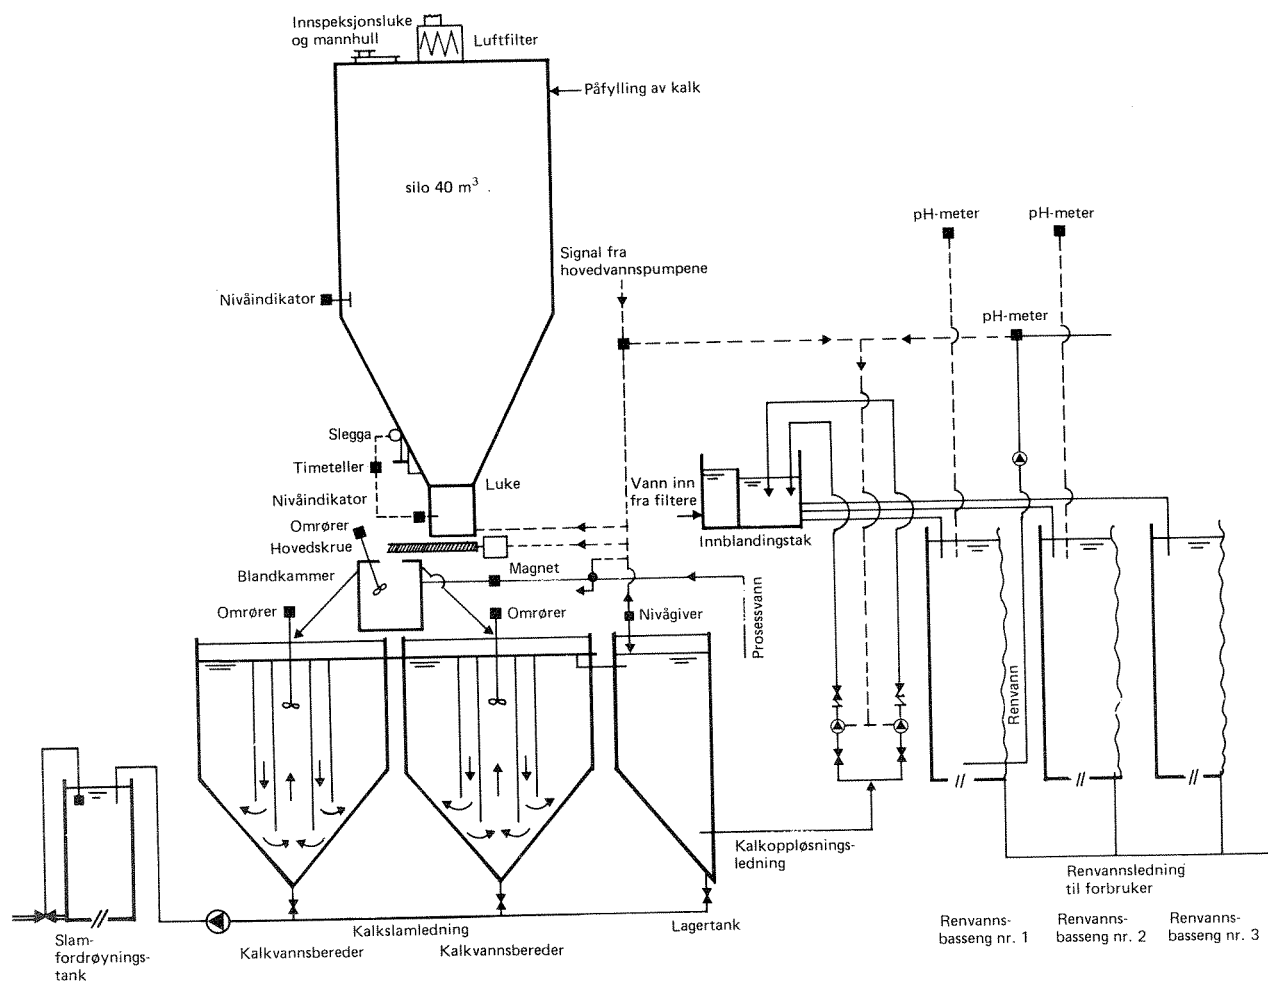 Innspeksjonsluke
og mannhull
Luftfilter
Påfylling av kalk
silo 40 m³ .
pH-meter
pH-meter
Signal fra
hovedvannspumpene
Nivåindikator
pH-meter
Slegga
Timeteller
Luke
Nivåindikator
Vann inn
fra filtere
Omrører
Hovedskrue
Innblandingstak
Blandkammer
Magnet
Omrører
Omrører
Nivågiver
Prosessvann
Renvann
Kalkoppløsnings-
ledning
Renvannsledning
til forbruker
Kalkslamledning
Lagertank
Slam-
fordrøynings-
tank
Kalkvannsbereder
Kalkvannsbereder
Renvanns-
basseng nr. 1
Renvanns-
basseng nr. 2
Renvanns-
basseng nr. 3